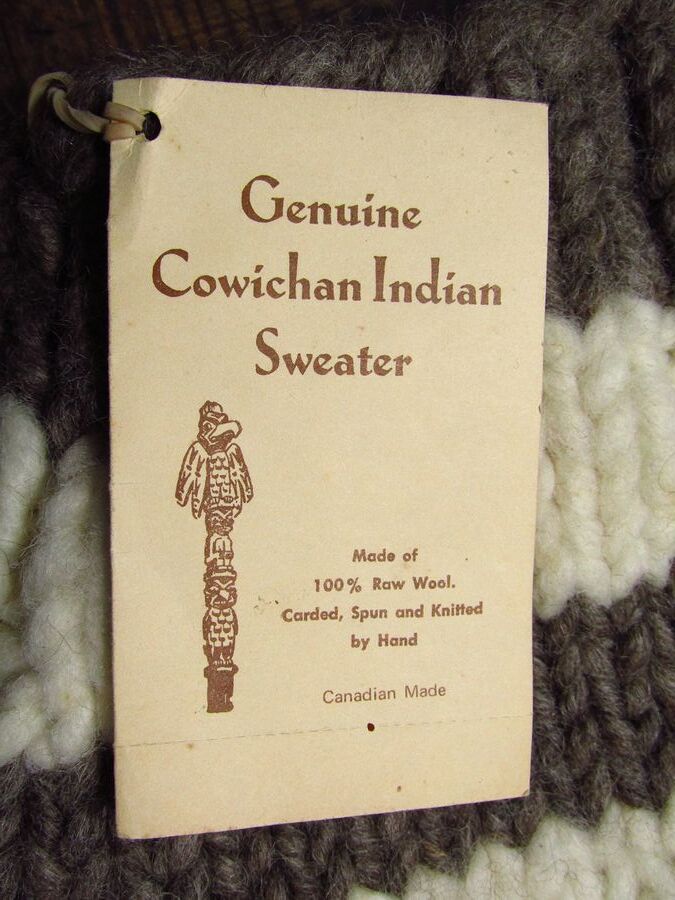 Genuine
Cowichan Indian
Sweater
Made of
100% Raw Wool.
Carded, Spun and Knitted
by Hand
Canadian Made